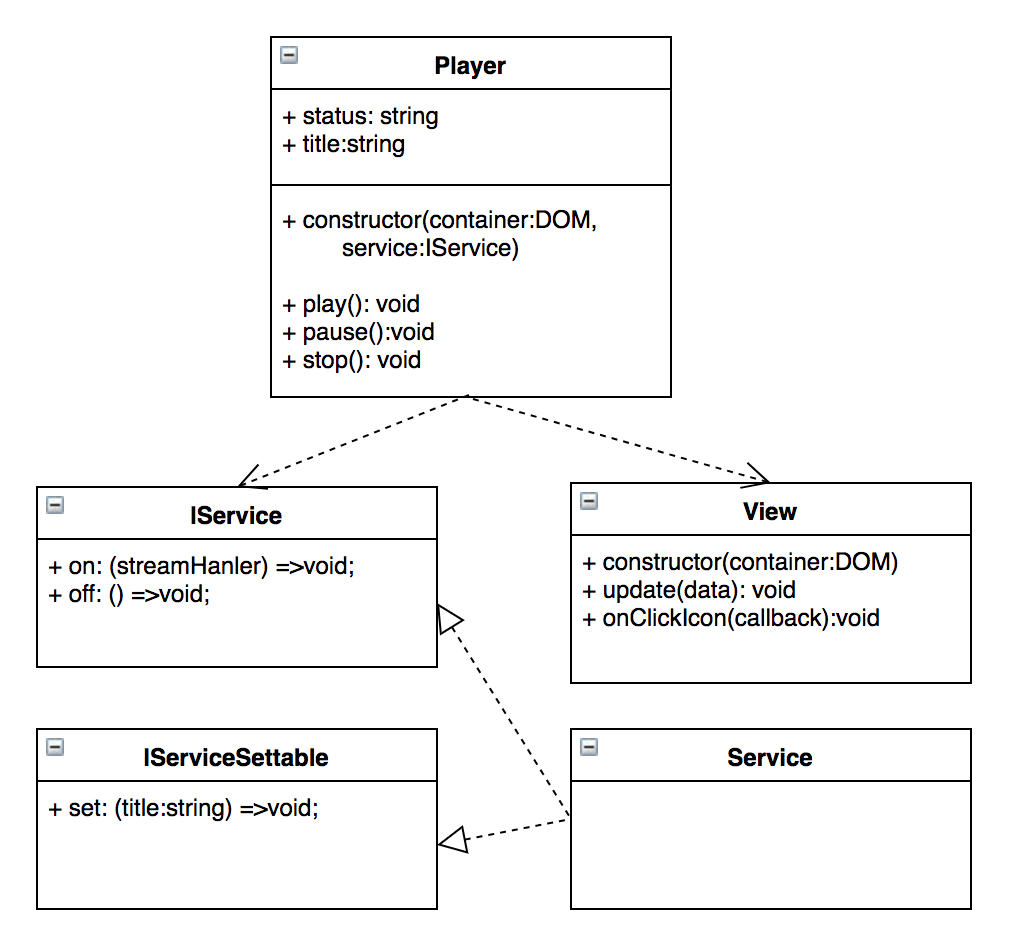 Player
+ status: string
+ title:string
+ constructor(container:DOM,
service:IService)
+ play(): void
+ pause():void
+ stop(): void
IService
+ on: (streamHanler) =>void;
+ off: () =>void;
View
+ constructor(container:DOM)
+ update(data): void
+ onClickIcon(callback):void
IServiceSettable
+ set: (title:string) =>void;
Service